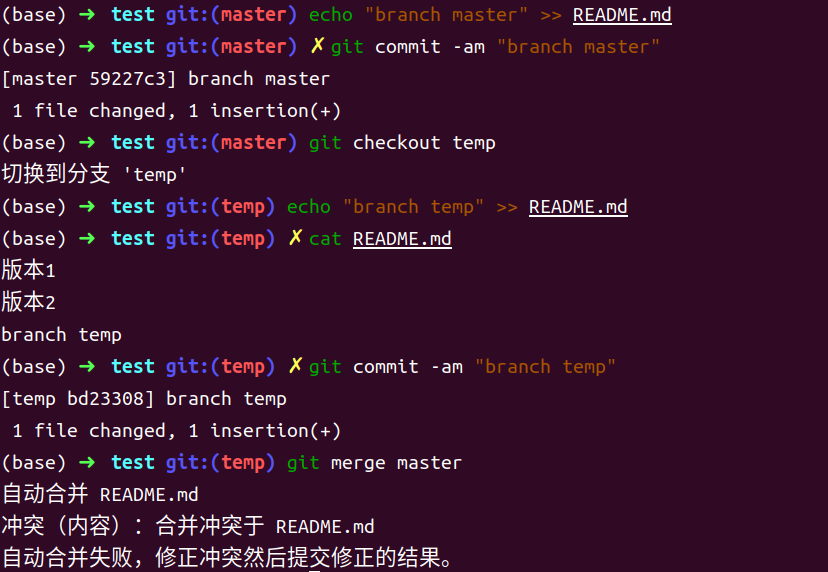 (base) ➜ test git:(master) echo "branch master" >> README.md
(base) ➜ test git:(master) ✗ git commit -am "branch master"
[master 59227c3] branch master
 1 file changed, 1 insertion(+)
(base) ➜ test git:(master) git checkout temp
切换到分支 'temp'
(base) ➜ test git:(temp) echo "branch temp" >> README.md
(base) ➜ test git:(temp) ✗ cat README.md
版本1
版本2
branch temp
(base) ➜ test git:(temp) ✗ git commit -am "branch temp"
[temp bd23308] branch temp
 1 file changed, 1 insertion(+)
(base) ➜ test git:(temp) git merge master
自动合并 README.md
冲突（内容）：合并冲突于 README.md
自动合并失败，修正冲突然后提交修正的结果。